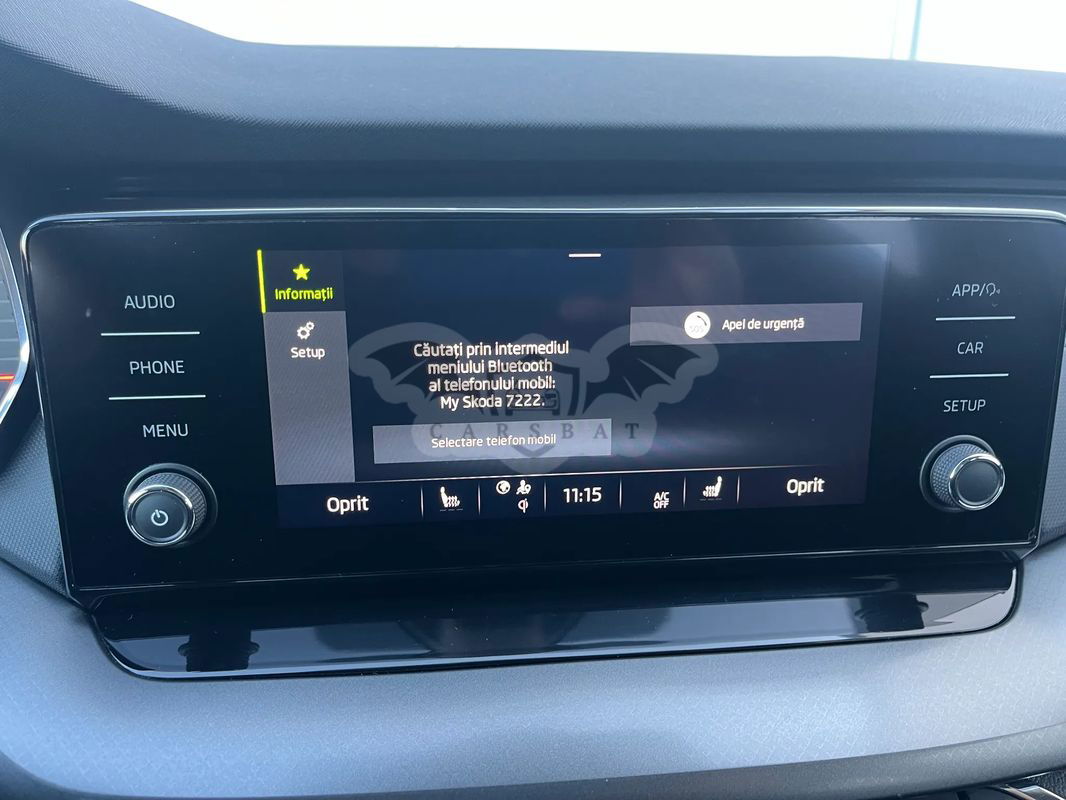 AUDIO
PHONE
MENU
Informații
Setup
Căutați prin intermediul
meniului Bluetooth
al telefonului mobil:
My Skoda 7222.
Selectare telefon mobil
SOS
Apel de urgență
CARSBAT
Oprit
11:15
A/C
OFF
Oprit
APP/
CAR
SETUP